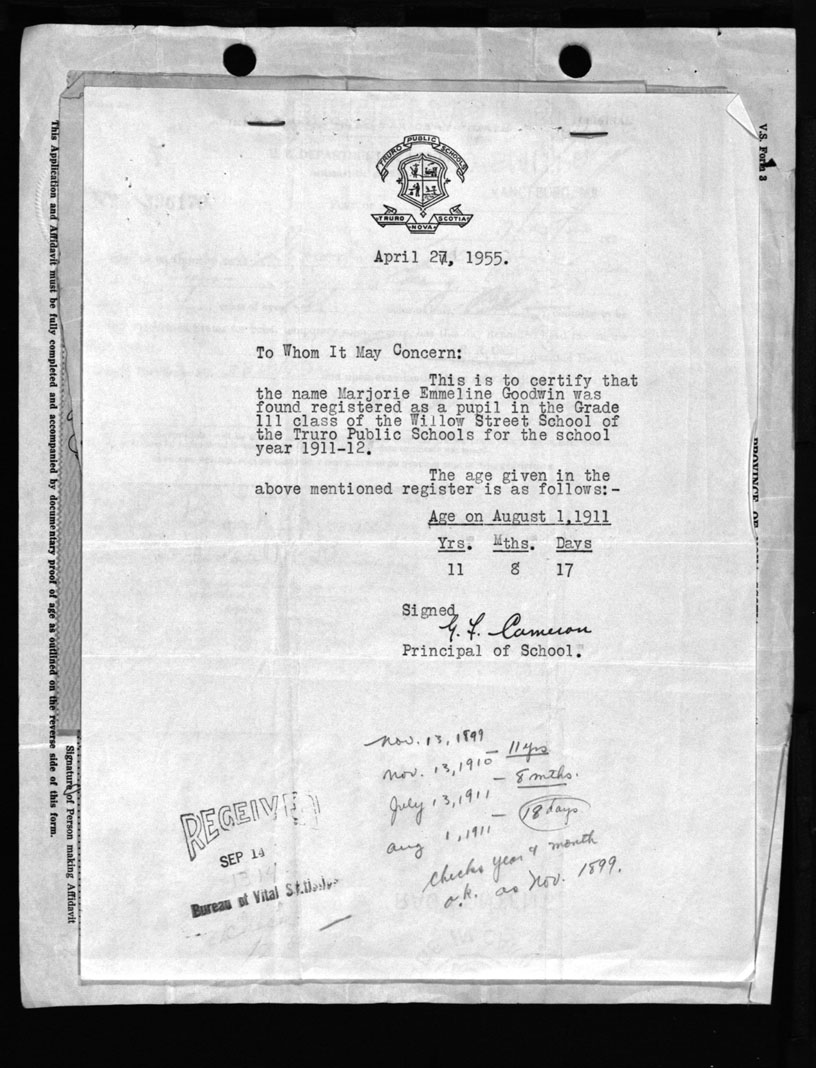 TRURO PUBLIC SCHOOLS
TRURO NOVA SCOTIA
April 27, 1955.
To Whom It May Concern:
This is to certify that
the name Marjorie Emmeline Goodwin was
found registered as a pupil in the Grade
111 class of the Willow Street School of
the Truro Public Schools for the school
year 1911-12.
The age given in the
above mentioned register is as follows:-
Age on August 1,1911
Yrs. Mths. Days
11 8 17
Signed
G. F. Cameron
Principal of School.
Nov. 13, 1899
— 11 yrs
Nov. 13, 1910
— 8 mths.
July 13, 1911
— 18 days
Aug 1, 1911
Checks year & month
o.k. as Nov. 1899.
RECEIVED
SEP 14
Bureau of Vital Statistics
This Application and Affidavit must be fully completed and accompanied by documentary proof of age as outlined on the reverse side of this form.
Signature of Person making Affidavit
V.S. Form 3
PROVINCE OF